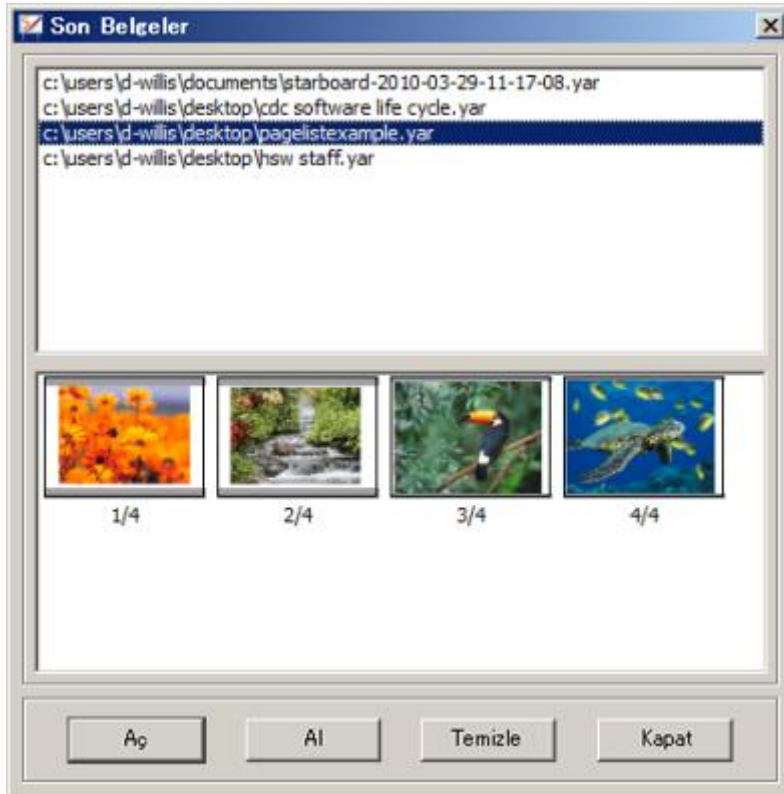 Son Belgeler
c:\users\d-willis\documents\starboard-2010-03-29-11-17-08.yar
c:\users\d-willis\desktop\cdc software life cycle.yar
c:\users\d-willis\desktop\pagelistexample.yar
c:\users\d-willis\desktop\hsw staff.yar
1/4 2/4 3/4 4/4
Aç Al Temizle Kapat